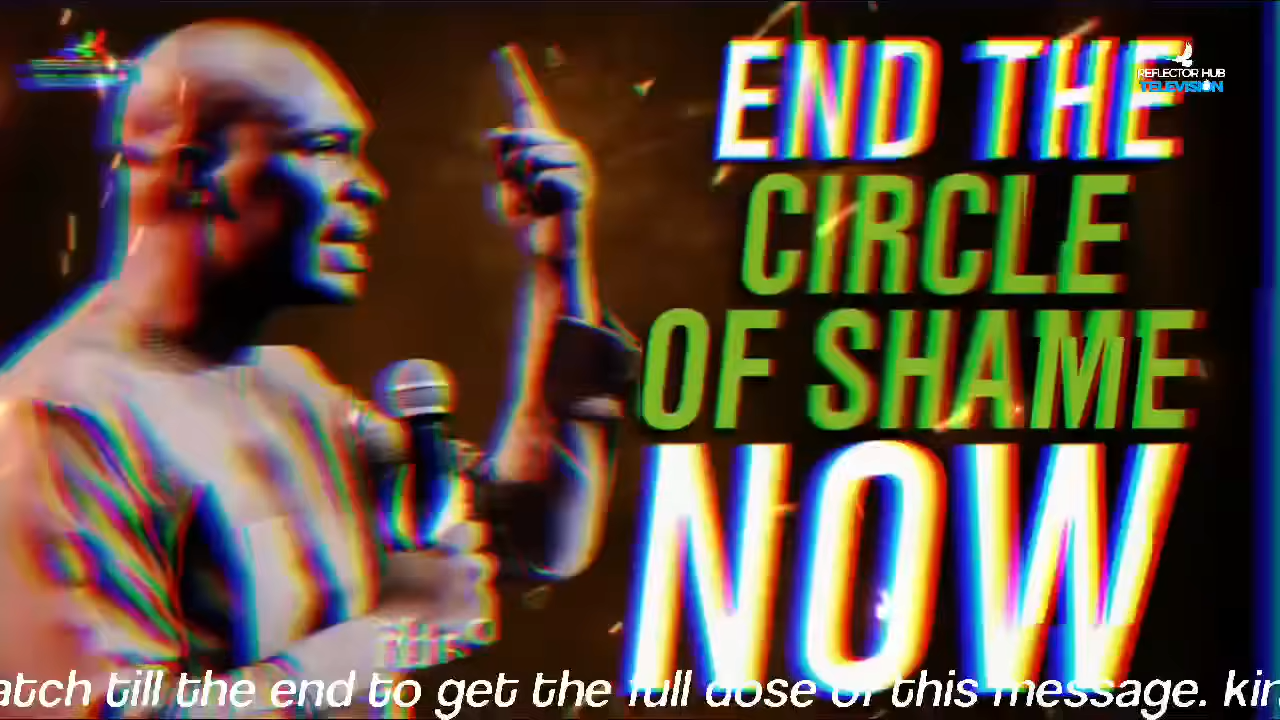 END THE
REFLECTOR HUB
TELEVISION
CIRCLE
OF SHAME
NOW
atch till the end to get the full dose of this message. kin